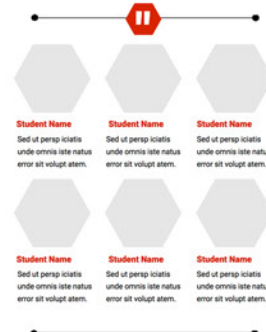 Student Name Student Name Student Name
Sed ut persp iciatis Sed ut persp iciatis Sed ut persp iciatis
unde omnis iste natus unde omnis iste natus unde omnis iste natu
error sit volupt atem. error sit volupt atem. error sit volupt atem.
Student Name Student Name Student Name
Sed ut persp iciatis Sed ut persp iciatis Sed ut persp iciatis
unde omnis iste natus unde omnis iste natus unde omnis iste natu
error sit volupt atem. error sit volupt atem. error sit volupt atem.